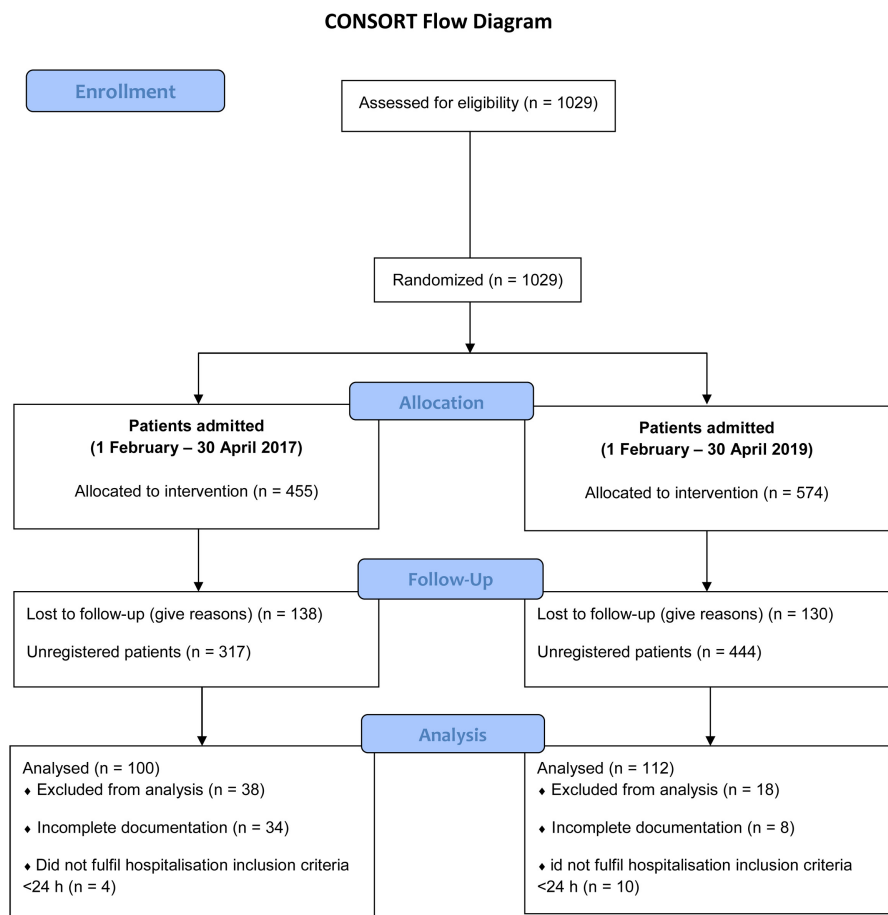 CONSORT Flow Diagram
Enrollment
Assessed for eligibility (n = 1029)
Randomized (n = 1029)
Allocation
Patients admitted
(1 February – 30 April 2017)
Allocated to intervention (n = 455)
Patients admitted
(1 February – 30 April 2019)
Allocated to intervention (n = 574)
Follow-Up
Lost to follow-up (give reasons) (n = 138)
Unregistered patients (n = 317)
Lost to follow-up (give reasons) (n = 130)
Unregistered patients (n = 444)
Analysis
Analysed (n = 100)
♦ Excluded from analysis (n = 38)
♦ Incomplete documentation (n = 34)
♦ Did not fulfil hospitalisation inclusion criteria
<24 h (n = 4)
Analysed (n = 112)
♦ Excluded from analysis (n = 18)
♦ Incomplete documentation (n = 8)
♦ id not fulfil hospitalisation inclusion criteria
<24 h (n = 10)